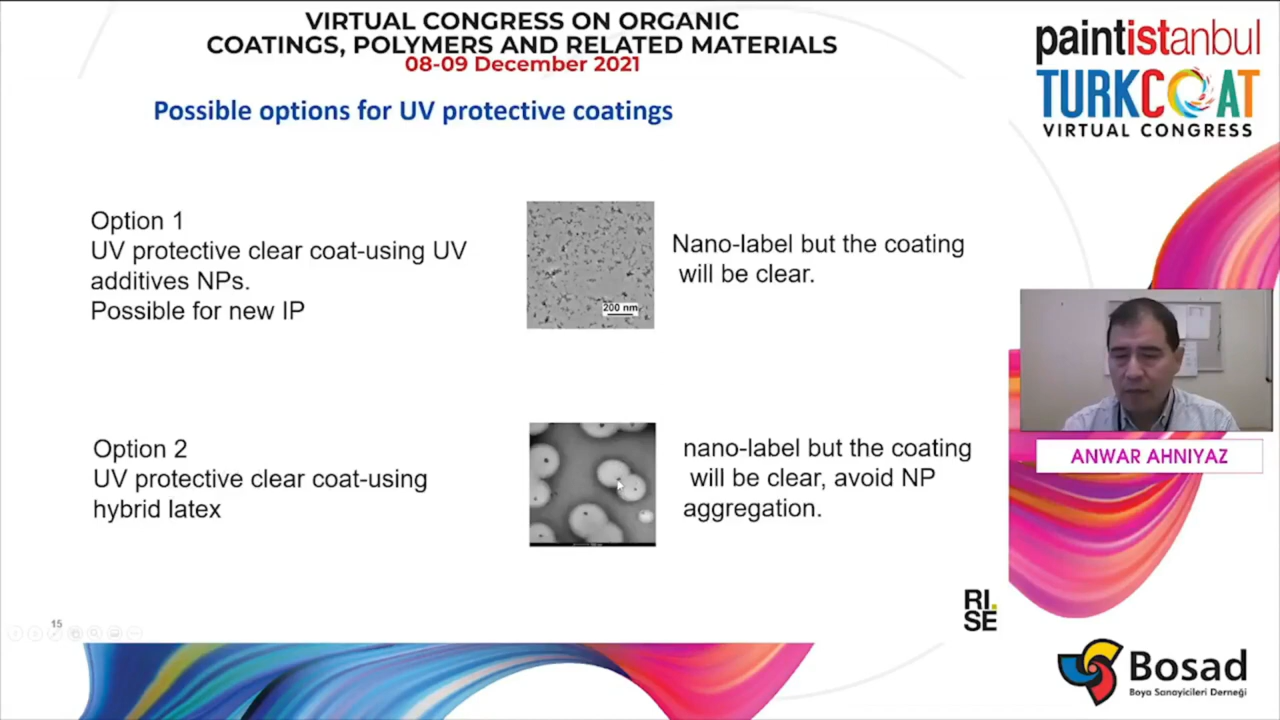 VIRTUAL CONGRESS ON ORGANIC
COATINGS, POLYMERS AND RELATED MATERIALS
08-09 December 2021
paintistanbul
TURKCOAT
VIRTUAL CONGRESS
Possible options for UV protective coatings
Option 1
UV protective clear coat-using UV
additives NPs.
Possible for new IP
200 nm
Nano-label but the coating
will be clear.
Option 2
UV protective clear coat-using
hybrid latex
nano-label but the coating
will be clear, avoid NP
aggregation.
ANWAR AHNIYAZ
15
RI.
SE
Bosad
Boya Sanayicileri Derneği